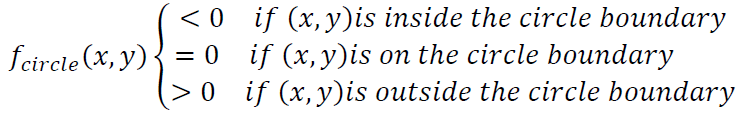 < 0 if (x,y)is inside the circle boundary
f_circle(x,y) { = 0 if (x,y)is on the circle boundary
> 0 if (x,y)is outside the circle boundary